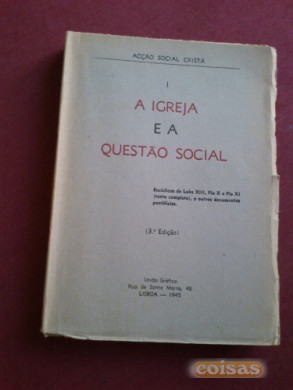 ACÇÃO SOCIAL CRISTÃ
I
A IGREJA
E A
QUESTÃO SOCIAL
Encíclicas de Leão XIII, Pio X e Pio XI
(texto completo), e outros documentos
pontifícios.
(3.ª Edição)
União Gráfica
Rua de Santa Marta, 48
LISBOA — 1945
coisas